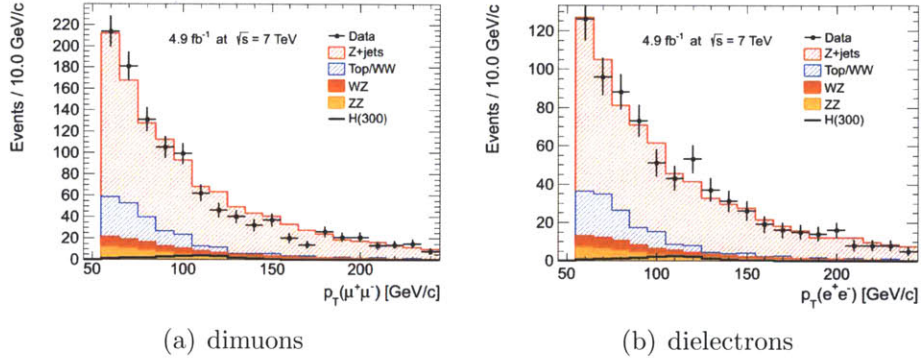 Events / 10.0 GeV/c
220
200
180
160
140
120
100
80
60
40
20
0
4.9 fb⁻¹ at √s = 7 TeV
Data
Z+jets
Top/WW
WZ
ZZ
H(300)
50 100 150 200
p_T(μ⁺μ⁻) [GeV/c]
(a) dimuons
Events / 10.0 GeV/c
120
100
80
60
40
20
0
4.9 fb⁻¹ at √s = 7 TeV
Data
Z+jets
Top/WW
WZ
ZZ
H(300)
50 100 150 200
p_T(e⁺e⁻) [GeV/c]
(b) dielectrons